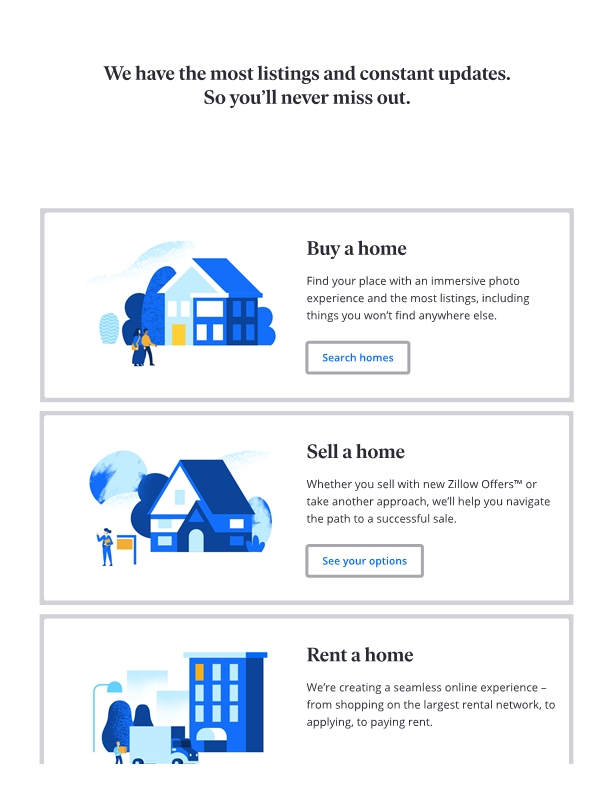 We have the most listings and constant updates.
So you’ll never miss out.
Buy a home
Find your place with an immersive photo
experience and the most listings, including
things you won’t find anywhere else.
Search homes
Sell a home
Whether you sell with new Zillow Offers™ or
take another approach, we’ll help you navigate
the path to a successful sale.
See your options
Rent a home
We’re creating a seamless online experience –
from shopping on the largest rental network, to
applying, to paying rent.